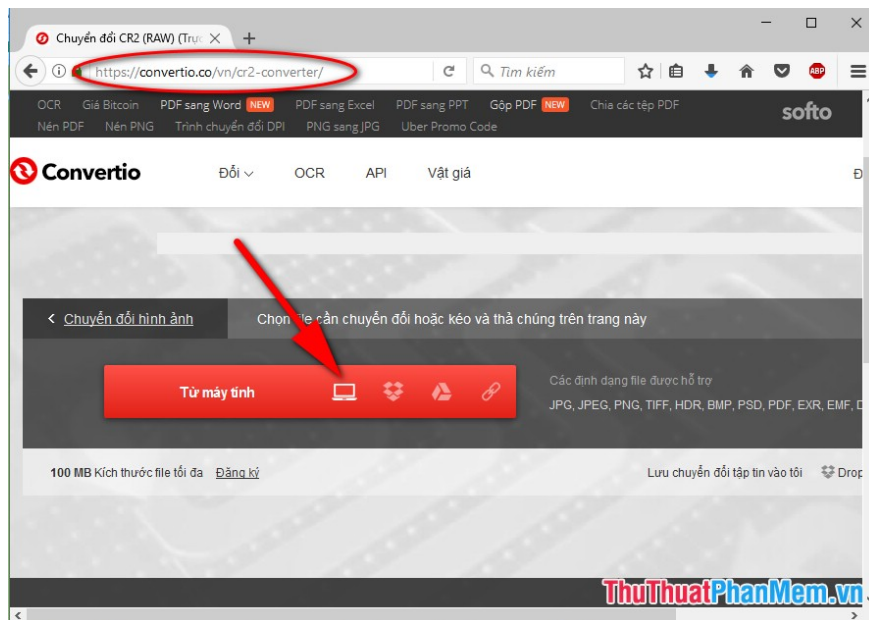 Chuyển đổi CR2 (RAW) (Trực
https://convertio.co/vn/cr2-converter/
Tìm kiếm
ABP
OCR Giá Bitcoin PDF sang Word NEW PDF sang Excel PDF sang PPT Gộp PDF NEW Chia các tệp PDF
softo
Nén PDF Nén PNG Trình chuyển đổi DPI PNG sang JPG Uber Promo Code
Convertio Đổi OCR API Vật giá Đ
Chuyển đổi hình ảnh Chọn file cần chuyển đổi hoặc kéo và thả chúng trên trang này
Từ máy tính
Các định dạng file được hỗ trợ
JPG, JPEG, PNG, TIFF, HDR, BMP, PSD, PDF, EXR, EMF, D
100 MB Kích thước file tối đa Đăng ký Lưu chuyển đổi tập tin vào tôi Drop
ThuThuatPhanMem.vn